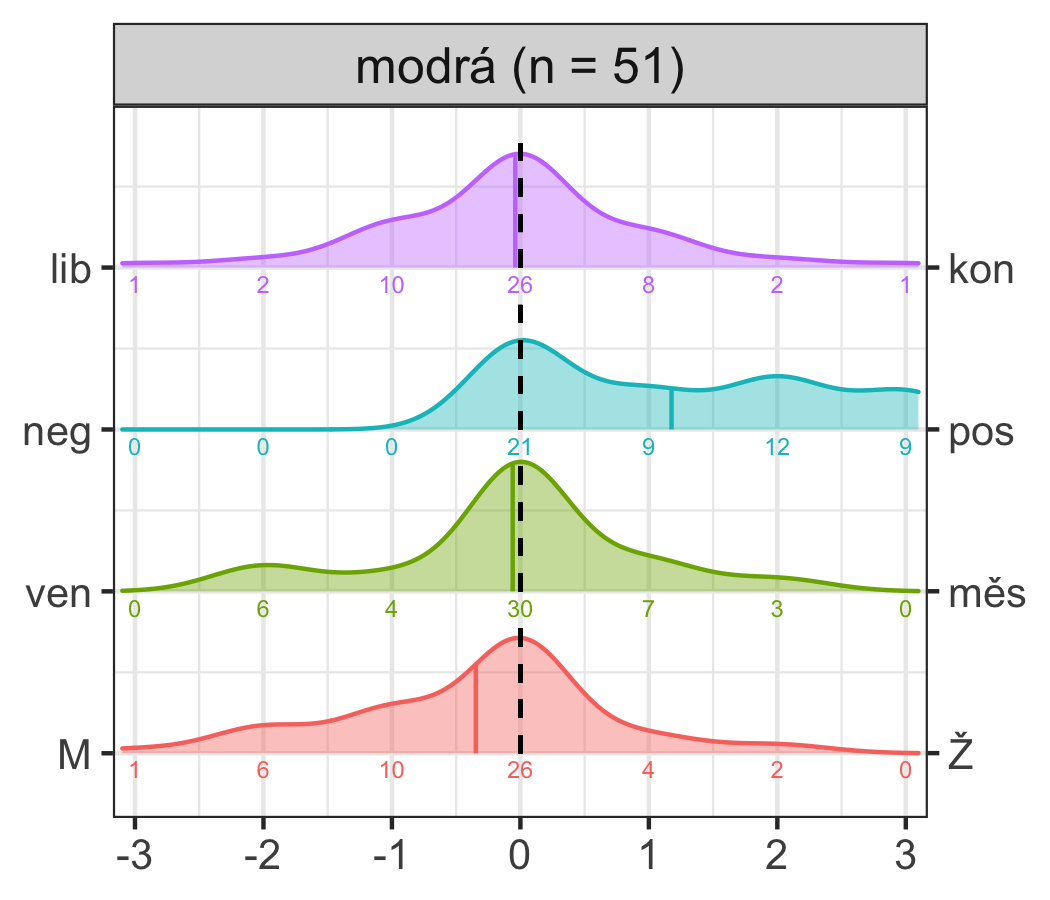 modrá (n = 51)
lib kon
1 2 10 26 8 2 1
neg pos
0 0 0 21 9 12 9
ven měs
0 6 4 30 7 3 0
M Ž
1 6 10 26 4 2 0
-3 -2 -1 0 1 2 3